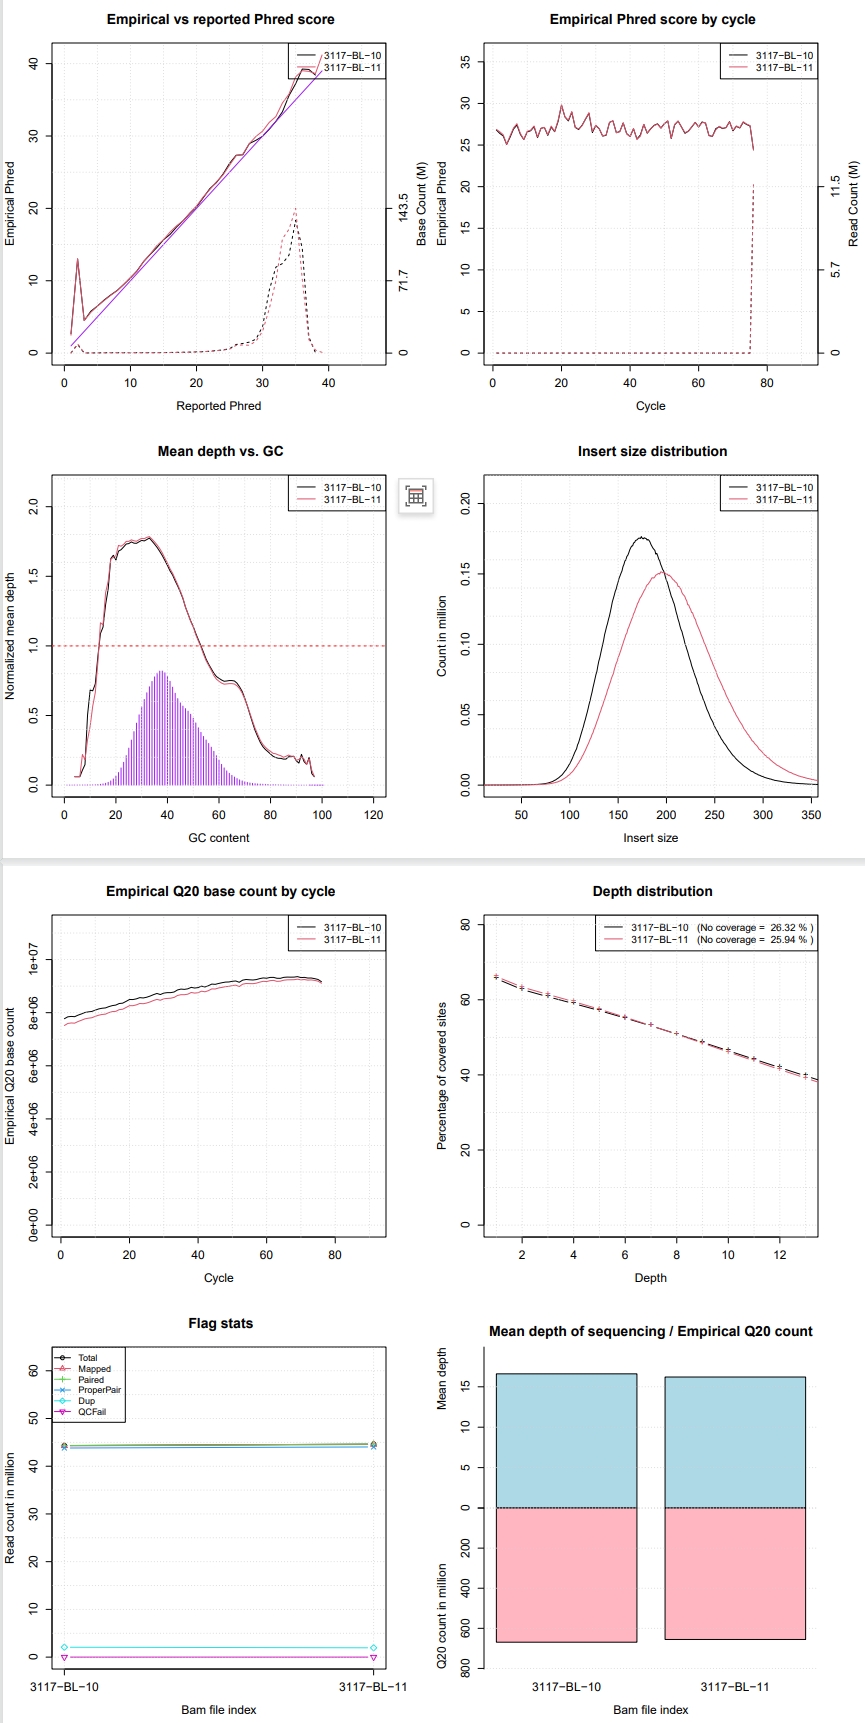 Empirical vs reported Phred score
3117−BL−10
3117−BL−11
0 10 20 30 40
0 10 20 30 40
0 71.7 143.5
Empirical Phred
Base Count (M)
Reported Phred
Empirical Phred score by cycle
3117−BL−10
3117−BL−11
0 5 10 15 20 25 30 35
0 20 40 60 80
0 5.7 11.5
Empirical Phred
Read Count (M)
Cycle
Mean depth vs. GC
3117−BL−10
3117−BL−11
0.0 0.5 1.0 1.5 2.0
0 20 40 60 80 100 120
Normalized mean depth
GC content
Insert size distribution
3117−BL−10
3117−BL−11
0.00 0.05 0.10 0.15 0.20
50 100 150 200 250 300 350
Count in million
Insert size
Empirical Q20 base count by cycle
3117−BL−10
3117−BL−11
0e+00 2e+06 4e+06 6e+06 8e+06 1e+07
0 20 40 60 80
Empirical Q20 base count
Cycle
Depth distribution
3117−BL−10 (No coverage = 26.32 % )
3117−BL−11 (No coverage = 25.94 % )
0 20 40 60 80
2 4 6 8 10 12
Percentage of covered sites
Depth
Flag stats
Total
Mapped
Paired
ProperPair
Dup
QCFail
0 10 20 30 40 50 60
3117−BL−10 3117−BL−11
Read count in million
Bam file index
Mean depth of sequencing / Empirical Q20 count
Mean depth
15 10 5 0
200 400 600 800
Q20 count in million
3117−BL−10 3117−BL−11
Bam file index